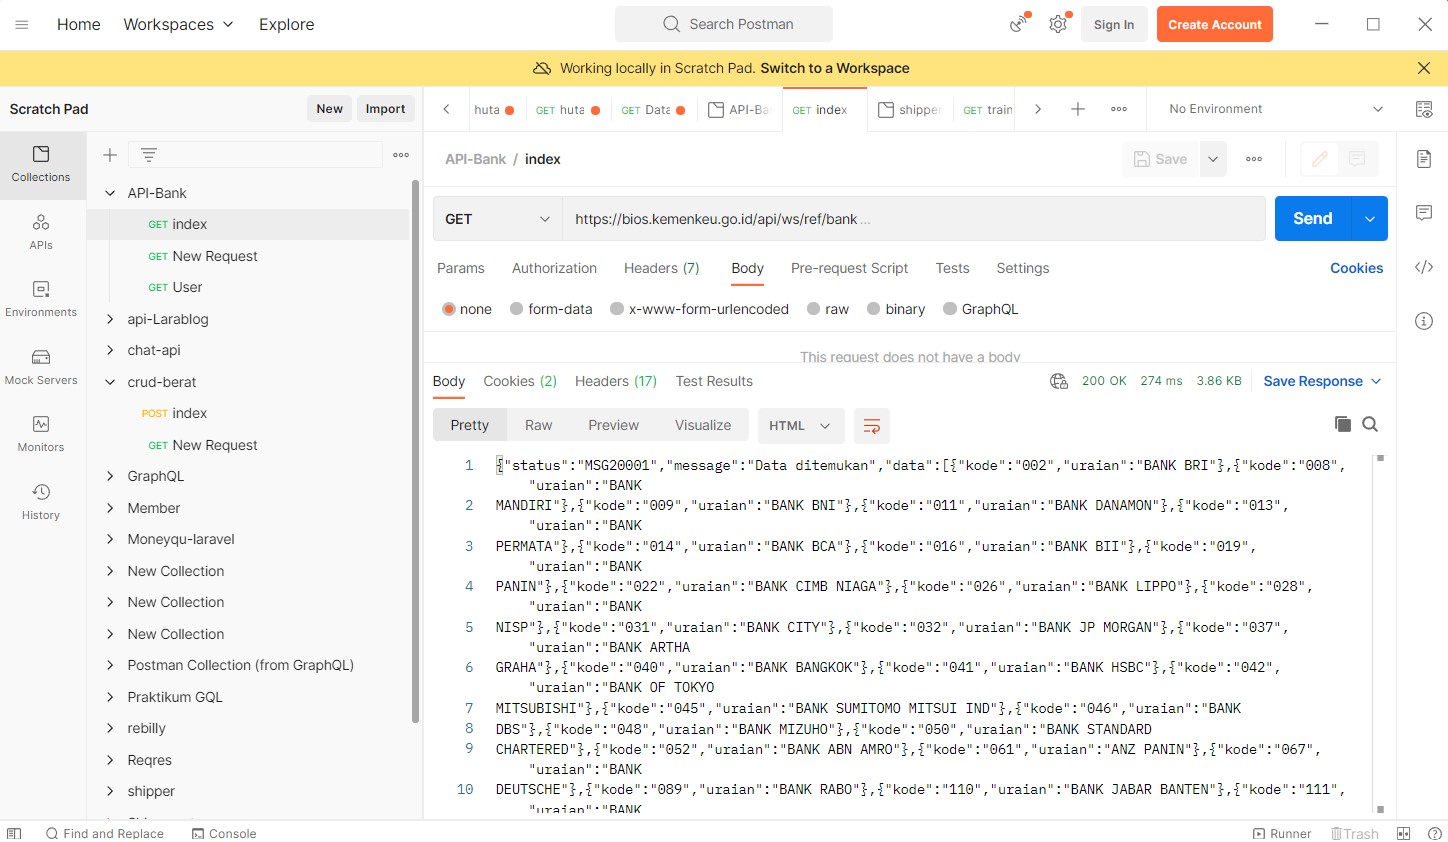 Home Workspaces Explore
Search Postman
Sign In Create Account
Working locally in Scratch Pad. Switch to a Workspace
Scratch Pad
New Import
huta GET huta GET Data API-Ba GET index shipper GET train
No Environment
Collections
APIs
Environments
Mock Servers
Monitors
History
API-Bank
GET index
GET New Request
GET User
api-Larablog
chat-api
crud-berat
POST index
GET New Request
GraphQL
Member
Moneyqu-laravel
New Collection
New Collection
New Collection
Postman Collection (from GraphQL)
Praktikum GQL
rebilly
Reqres
shipper
API-Bank / index
Save
GET https://bios.kemenkeu.go.id/api/ws/ref/bank ...
Send
Params Authorization Headers (7) Body Pre-request Script Tests Settings
Cookies
none form-data x-www-form-urlencoded raw binary GraphQL
This request does not have a body
Body Cookies (2) Headers (17) Test Results
200 OK 274 ms 3.86 KB Save Response
Pretty Raw Preview Visualize HTML
1 {"status":"MSG20001","message":"Data ditemukan","data":[{"kode":"002","uraian":"BANK BRI"},{"kode":"008",
"uraian":"BANK
2 MANDIRI"},{"kode":"009","uraian":"BANK BNI"},{"kode":"011","uraian":"BANK DANAMON"},{"kode":"013",
"uraian":"BANK
3 PERMATA"},{"kode":"014","uraian":"BANK BCA"},{"kode":"016","uraian":"BANK BII"},{"kode":"019",
"uraian":"BANK
4 PANIN"},{"kode":"022","uraian":"BANK CIMB NIAGA"},{"kode":"026","uraian":"BANK LIPPO"},{"kode":"028",
"uraian":"BANK
5 NISP"},{"kode":"031","uraian":"BANK CITY"},{"kode":"032","uraian":"BANK JP MORGAN"},{"kode":"037",
"uraian":"BANK ARTHA
6 GRAHA"},{"kode":"040","uraian":"BANK BANGKOK"},{"kode":"041","uraian":"BANK HSBC"},{"kode":"042",
"uraian":"BANK OF TOKYO
7 MITSUBISHI"},{"kode":"045","uraian":"BANK SUMITOMO MITSUI IND"},{"kode":"046","uraian":"BANK
8 DBS"},{"kode":"048","uraian":"BANK MIZUHO"},{"kode":"050","uraian":"BANK STANDARD
9 CHARTERED"},{"kode":"052","uraian":"BANK ABN AMRO"},{"kode":"061","uraian":"ANZ PANIN"},{"kode":"067",
"uraian":"BANK
10 DEUTSCHE"},{"kode":"089","uraian":"BANK RABO"},{"kode":"110","uraian":"BANK JABAR BANTEN"},{"kode":"111",
"uraian":"BANK
Find and Replace Console
Runner Trash